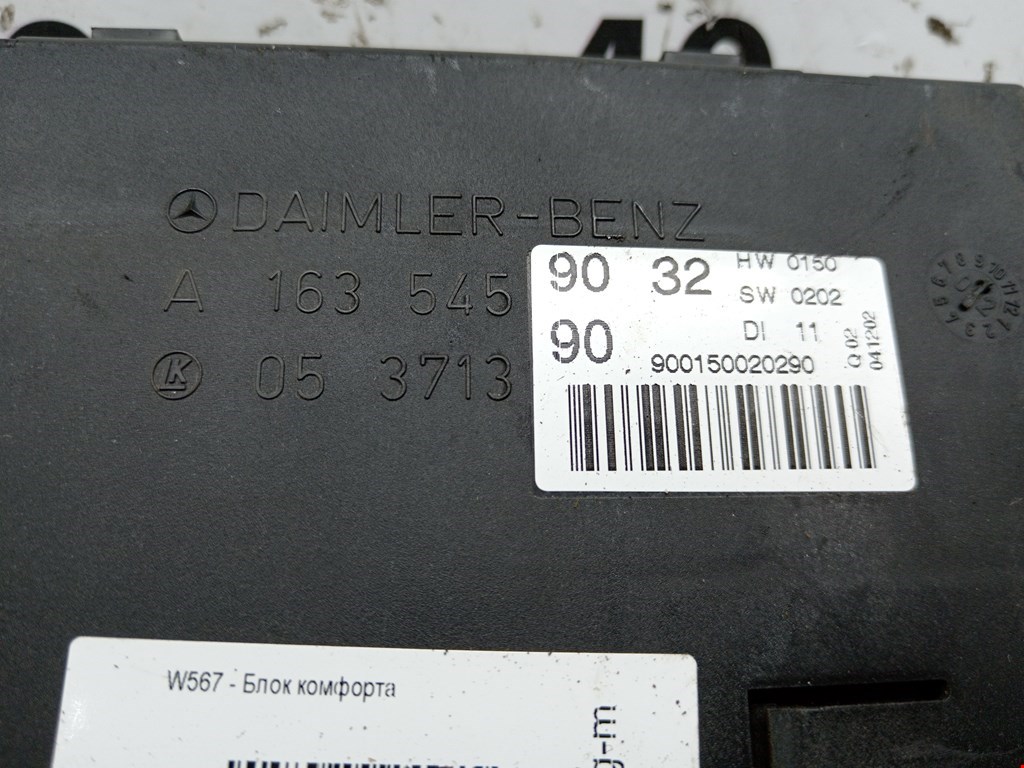 DAIMLER-BENZ
A 163 545 90 32
05 3713 90
HW 0150
SW 0202
DI 11
900150020290
Q 02
041202
W567 - Блок комфорта
g-m